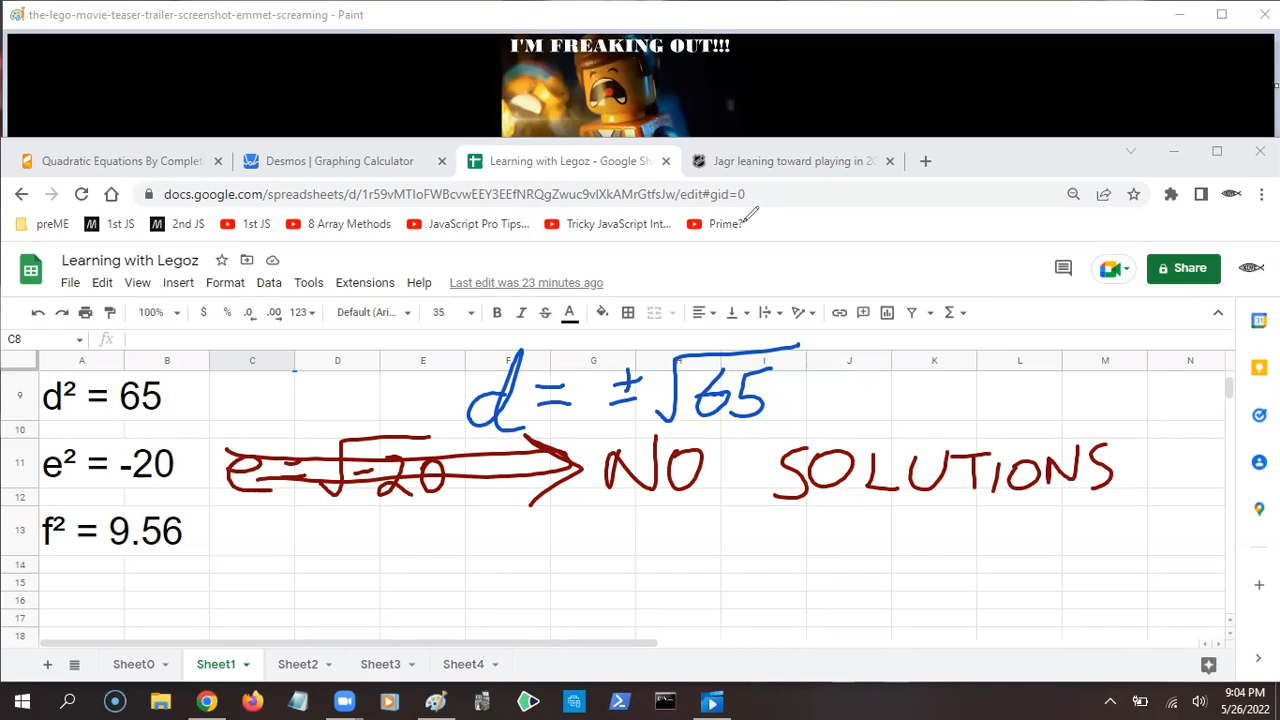 the-lego-movie-teaser-trailer-screenshot-emmet-screaming - Paint
I'M FREAKING OUT!!!
Quadratic Equations By Completi
Desmos | Graphing Calculator
Learning with Legoz - Google Sh
Jagr leaning toward playing in 20
docs.google.com/spreadsheets/d/1r59vMTIoFWBcvwEEY3EEfNRQgZwuc9vlXkAMrGtfsJw/edit#gid=0
preME 1st JS 2nd JS 1st JS 8 Array Methods JavaScript Pro Tips... Tricky JavaScript Int... Prime?
Learning with Legoz
File Edit View Insert Format Data Tools Extensions Help Last edit was 23 minutes ago
Share
100% $ % .0 .00 123 Default (Ari... 35 B I S A
C8 fx
A B C D E F G H I J K L M N
9 d² = 65 d = ±√65
10
11 e² = -20 e = √-20 NO SOLUTIONS
12
13 f² = 9.56
14
15
16
17
18
Sheet0 Sheet1 Sheet2 Sheet3 Sheet4
9:04 PM
5/26/2022